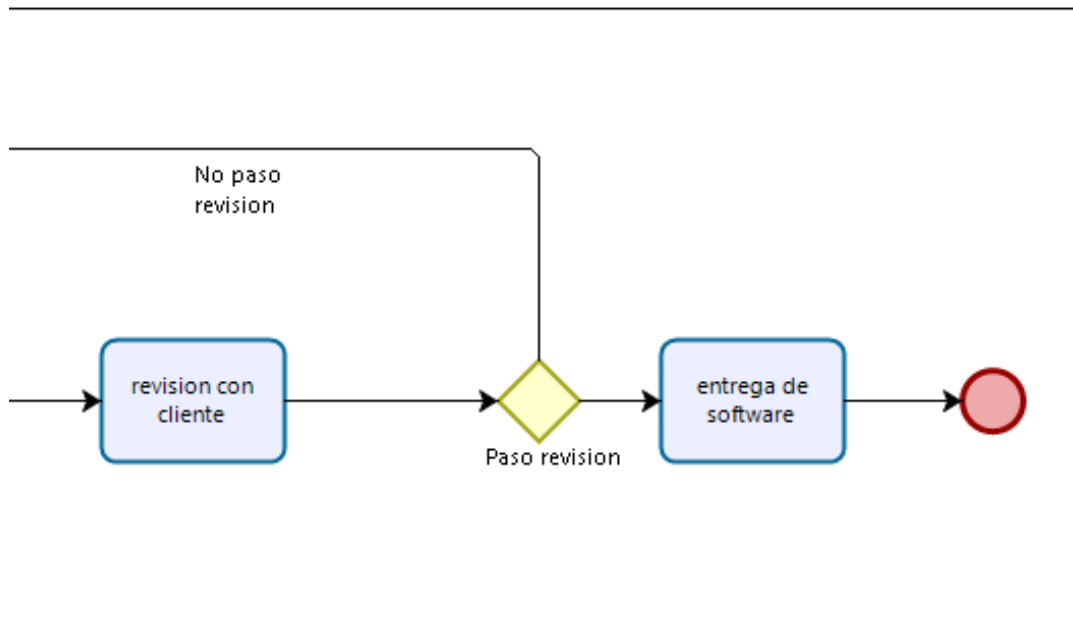 No paso
revision
revision con
cliente
Paso revision
entrega de
software